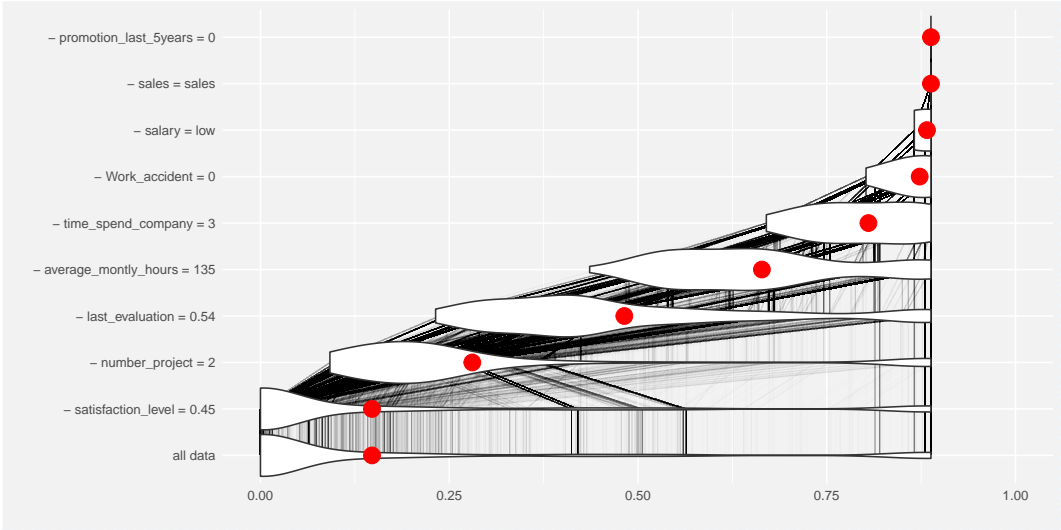 – promotion_last_5years = 0
– sales = sales
– salary = low
– Work_accident = 0
– time_spend_company = 3
– average_montly_hours = 135
– last_evaluation = 0.54
– number_project = 2
– satisfaction_level = 0.45
all data
0.00 0.25 0.50 0.75 1.00